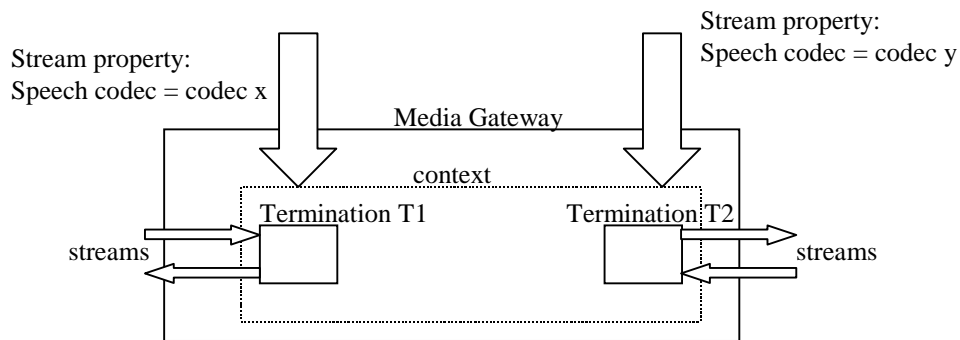 Stream property:
Speech codec = codec x
Stream property:
Speech codec = codec y
Media Gateway
context
Termination T1
Termination T2
streams
streams